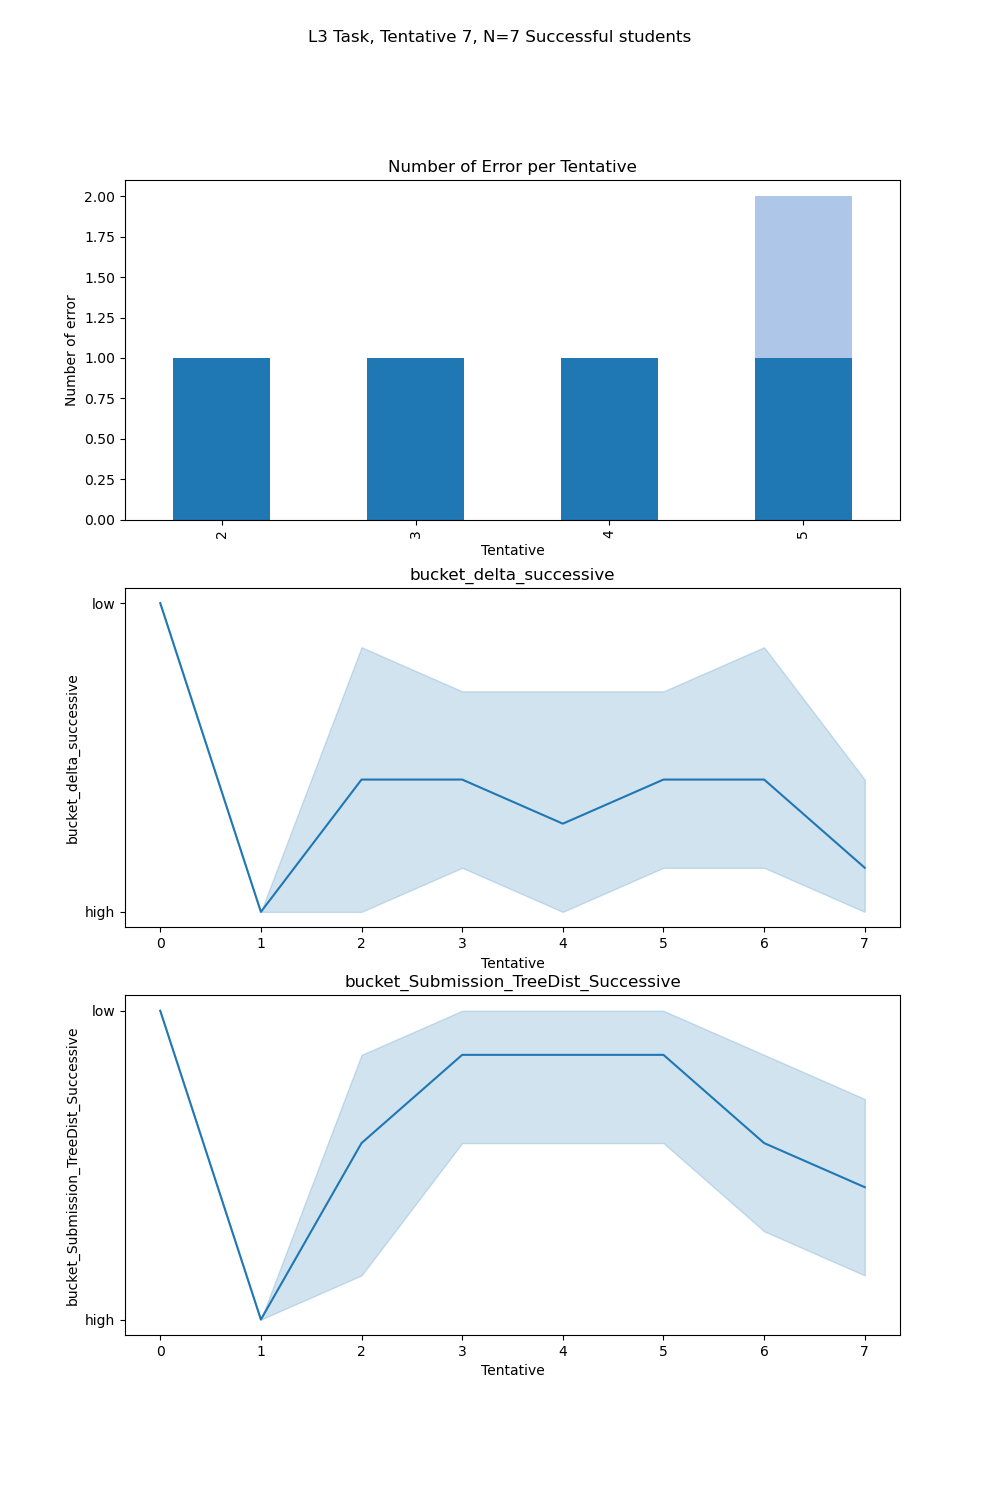 L3 Task, Tentative 7, N=7 Successful students
Number of Error per Tentative
Number of error
2.00
1.75
1.50
1.25
1.00
0.75
0.50
0.25
0.00
2
3
4
5
Tentative
bucket_delta_successive
bucket_delta_successive
low
high
0 1 2 3 4 5 6 7
Tentative
bucket_Submission_TreeDist_Successive
bucket_Submission_TreeDist_Successive
low
high
0 1 2 3 4 5 6 7
Tentative